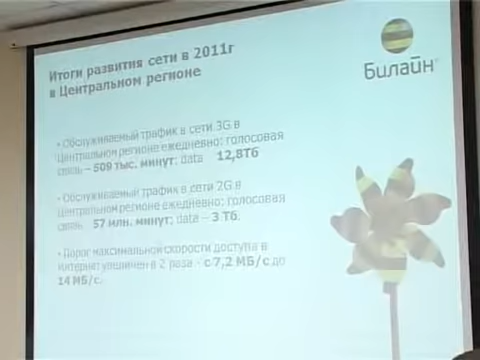 Итоги развития сети в 2011г
в Центральном регионе
Билайн
• Обслуживаемый трафик в сети 3G в
Центральном регионе ежедневно: голосовая
связь – 509 тыс. минут; data 12,8Тб
• Обслуживаемый трафик в сети 2G в
Центральном регионе ежедневно: голосовая
связь 57 млн. минут; data – 3 Тб.
• Порог максимальной скорости доступа в
интернет увеличен в 2 раза - с 7,2 МБ/с до
14 МБ/с.